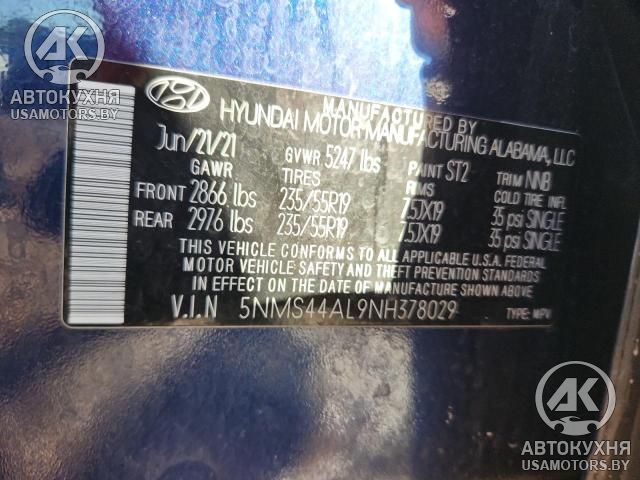 AK
АВТОКУХНЯ
USAMOTORS.BY
MANUFACTURED BY
HYUNDAI MOTOR MANUFACTURING ALABAMA, LLC
Jun/21/21 GVWR 5247 lbs PAINT ST2 TRIM NNB
GAWR TIRES RIMS COLD TIRE INFL
FRONT 2866 lbs 235/55R19 7.5JX19 35 psi SINGLE
REAR 2976 lbs 235/55R19 7.5JX19 35 psi SINGLE
THIS VEHICLE CONFORMS TO ALL APPLICABLE U.S.A. FEDERAL
MOTOR VEHICLE SAFETY AND THEFT PREVENTION STANDARDS
IN EFFECT ON THE DATE OF MANUFACTURE SHOWN ABOVE.
V.I.N 5NMS44AL9NH378029 TYPE: MPV
AK
АВТОКУХНЯ
USAMOTORS.BY